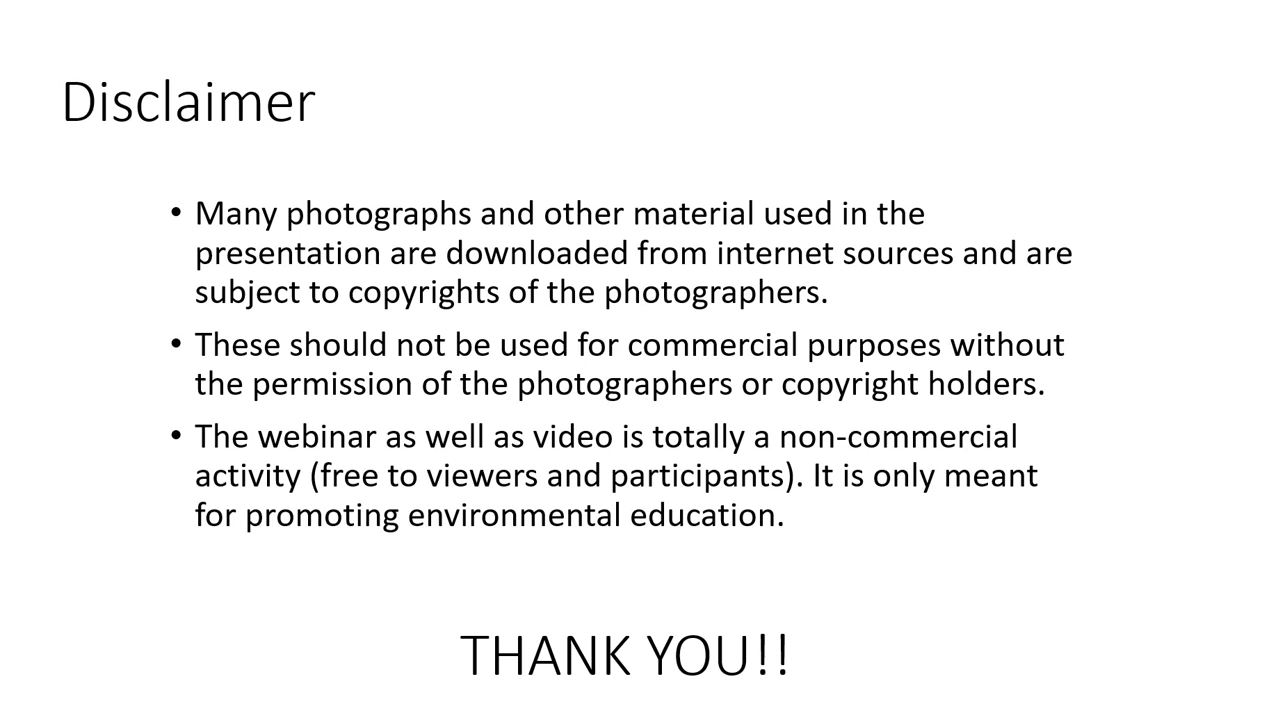 Disclaimer
• Many photographs and other material used in the
presentation are downloaded from internet sources and are
subject to copyrights of the photographers.
• These should not be used for commercial purposes without
the permission of the photographers or copyright holders.
• The webinar as well as video is totally a non-commercial
activity (free to viewers and participants). It is only meant
for promoting environmental education.
THANK YOU!!